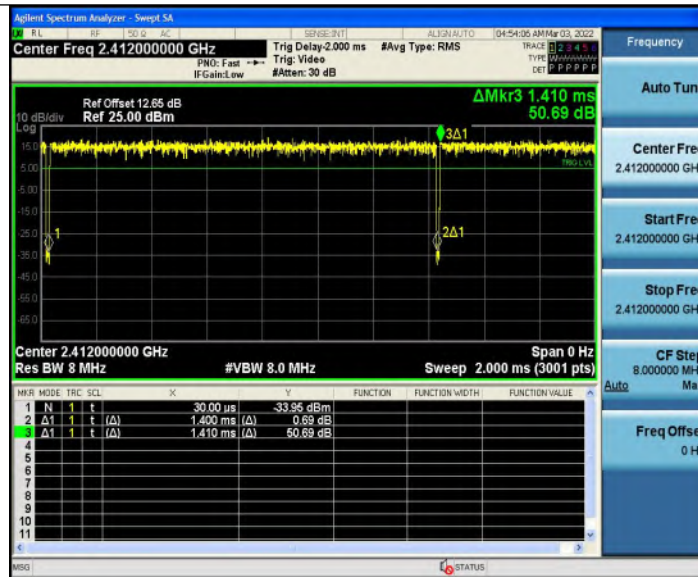 Agilent Spectrum Analyzer - Swept SA
RL RF 50 Ω AC SENSE:INT ALIGN AUTO 04:54:06 AM Mar 03, 2022
Center Freq 2.412000000 GHz
PNO: Fast
IFGain:Low
Trig Delay-2.000 ms
Trig: Video
#Atten: 30 dB
#Avg Type: RMS
TRACE 1 2 3 4 5 6
TYPE
DET P P P P P P
Frequency
Auto Tun
Center Fre
2.412000000 GH
Start Fre
2.412000000 GH
Stop Fre
2.412000000 GH
CF Step
8.000000 MH
Auto Ma
Freq Offse
0 H
ΔMkr3 1.410 ms
50.69 dB
Ref Offset 12.65 dB
10 dB/div Ref 25.00 dBm
Log
15.0
5.00
-5.00
-15.0
-25.0
-35.0
-45.0
-55.0
-65.0
3Δ1
TRIG LVL
1
2Δ1
Center 2.412000000 GHz Span 0 Hz
Res BW 8 MHz #VBW 8.0 MHz Sweep 2.000 ms (3001 pts)
MKR MODE TRC SCL X Y FUNCTION FUNCTION WIDTH FUNCTION VALUE
1 N 1 t 30.00 µs -33.95 dBm
2 Δ1 1 t (Δ) 1.400 ms (Δ) 0.69 dB
3 Δ1 1 t (Δ) 1.410 ms (Δ) 50.69 dB
4
5
6
7
8
9
10
11
MSG STATUS